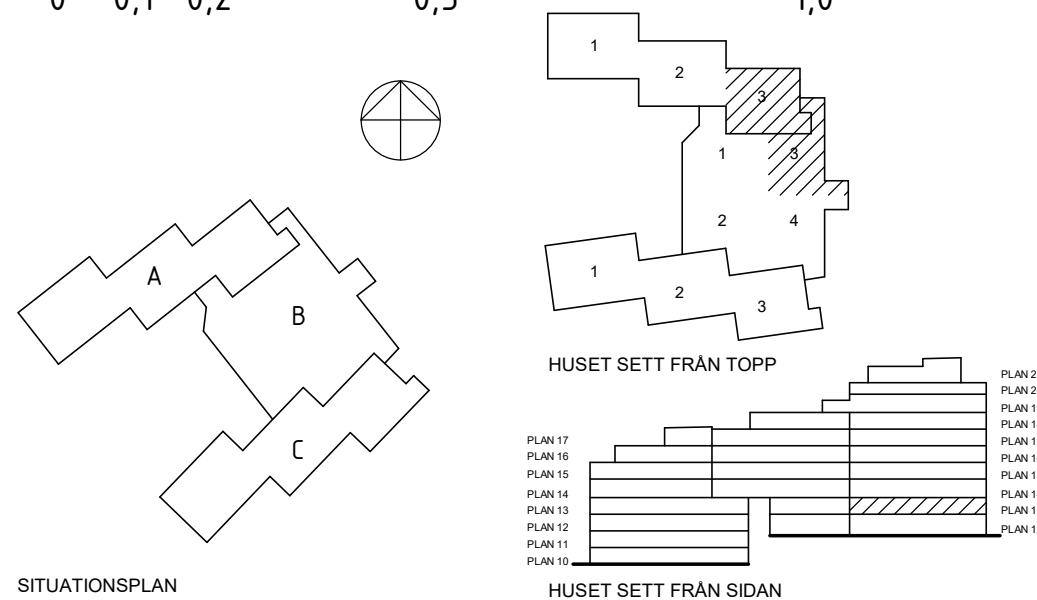 0 0,1 0,2 0,5 1,0
A
B
C
SITUATIONSPLAN
1
2
3
1
3
2
4
1
2
3
HUSET SETT FRÅN TOPP
PLAN 17
PLAN 16
PLAN 15
PLAN 14
PLAN 13
PLAN 12
PLAN 11
PLAN 10
PLAN 2
PLAN 2
PLAN 1
PLAN 1
PLAN 1
PLAN 1
PLAN 1
PLAN 1
PLAN 1
PLAN 1
HUSET SETT FRÅN SIDAN